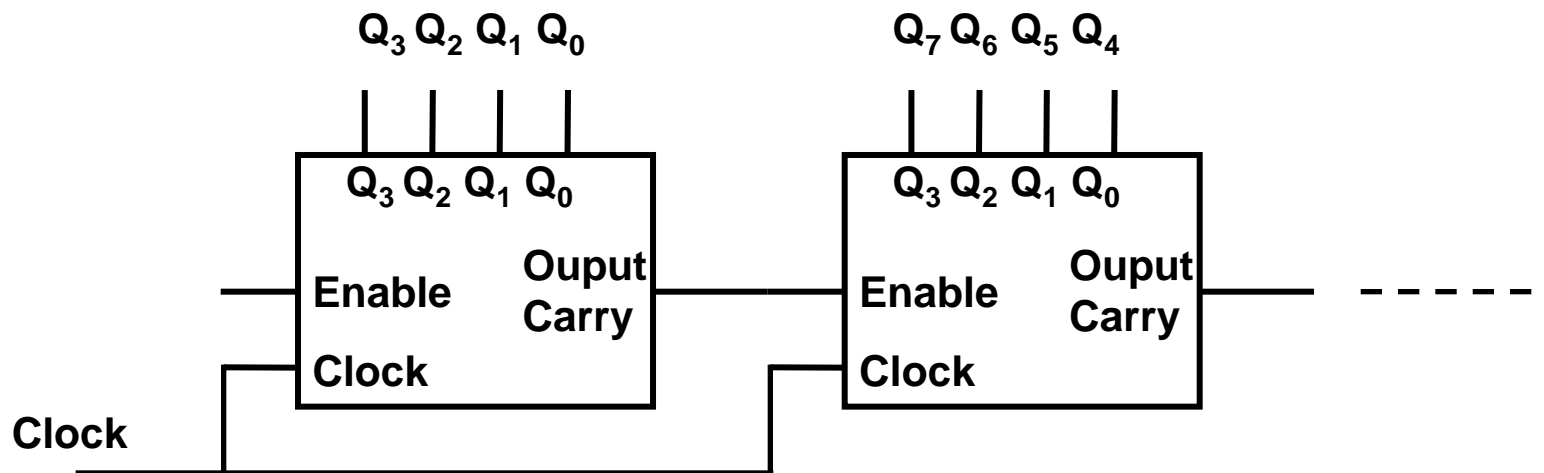 Q3 Q2 Q1 Q0
Q7 Q6 Q5 Q4
Q3 Q2 Q1 Q0
Q3 Q2 Q1 Q0
Enable
Ouput
Carry
Enable
Ouput
Carry
Clock
Clock
Clock